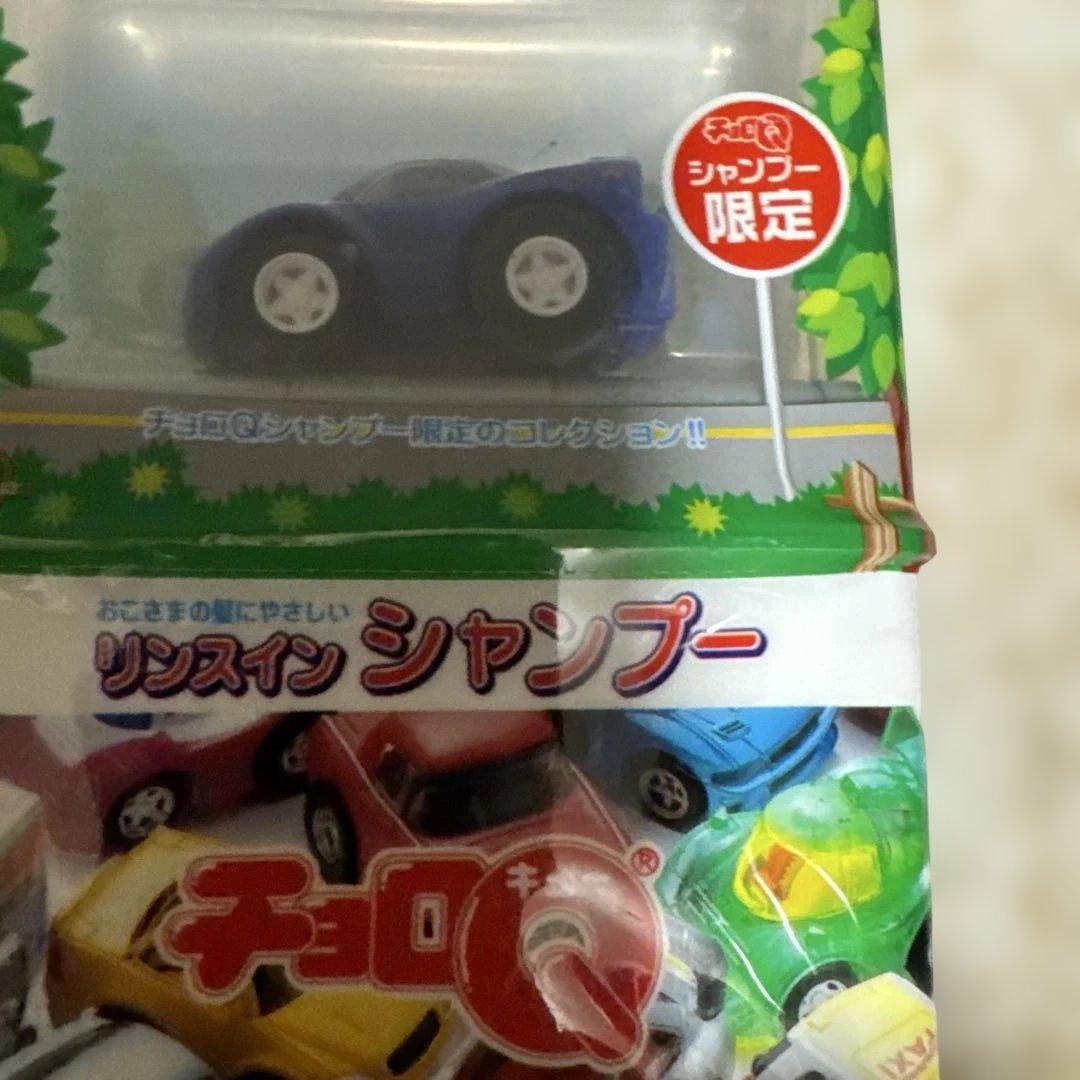 チョロQ
シャンプー
限定
チョロQシャンプー限定のコレクション!!
おこさまの髪にやさしい
リンスイン シャンプー
チョロQ®
TAXI